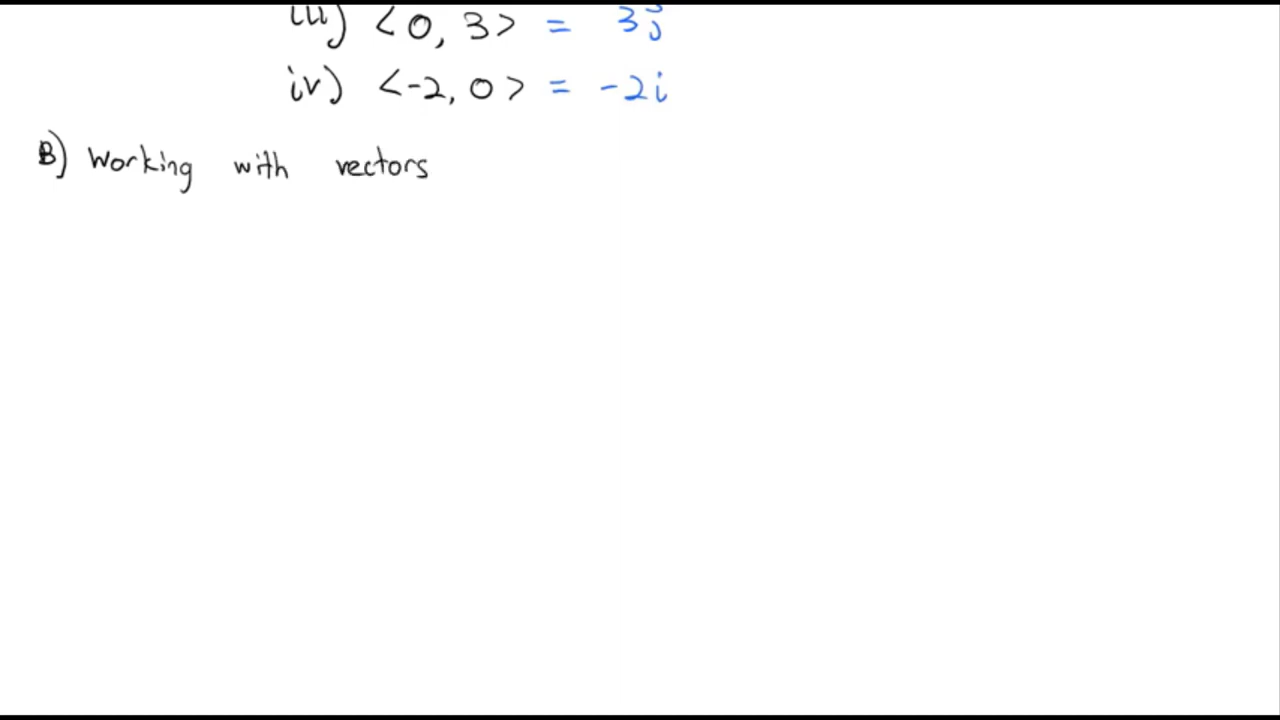 iii) <0, 3> = 3j
iv) <-2, 0> = -2i
B) Working with vectors